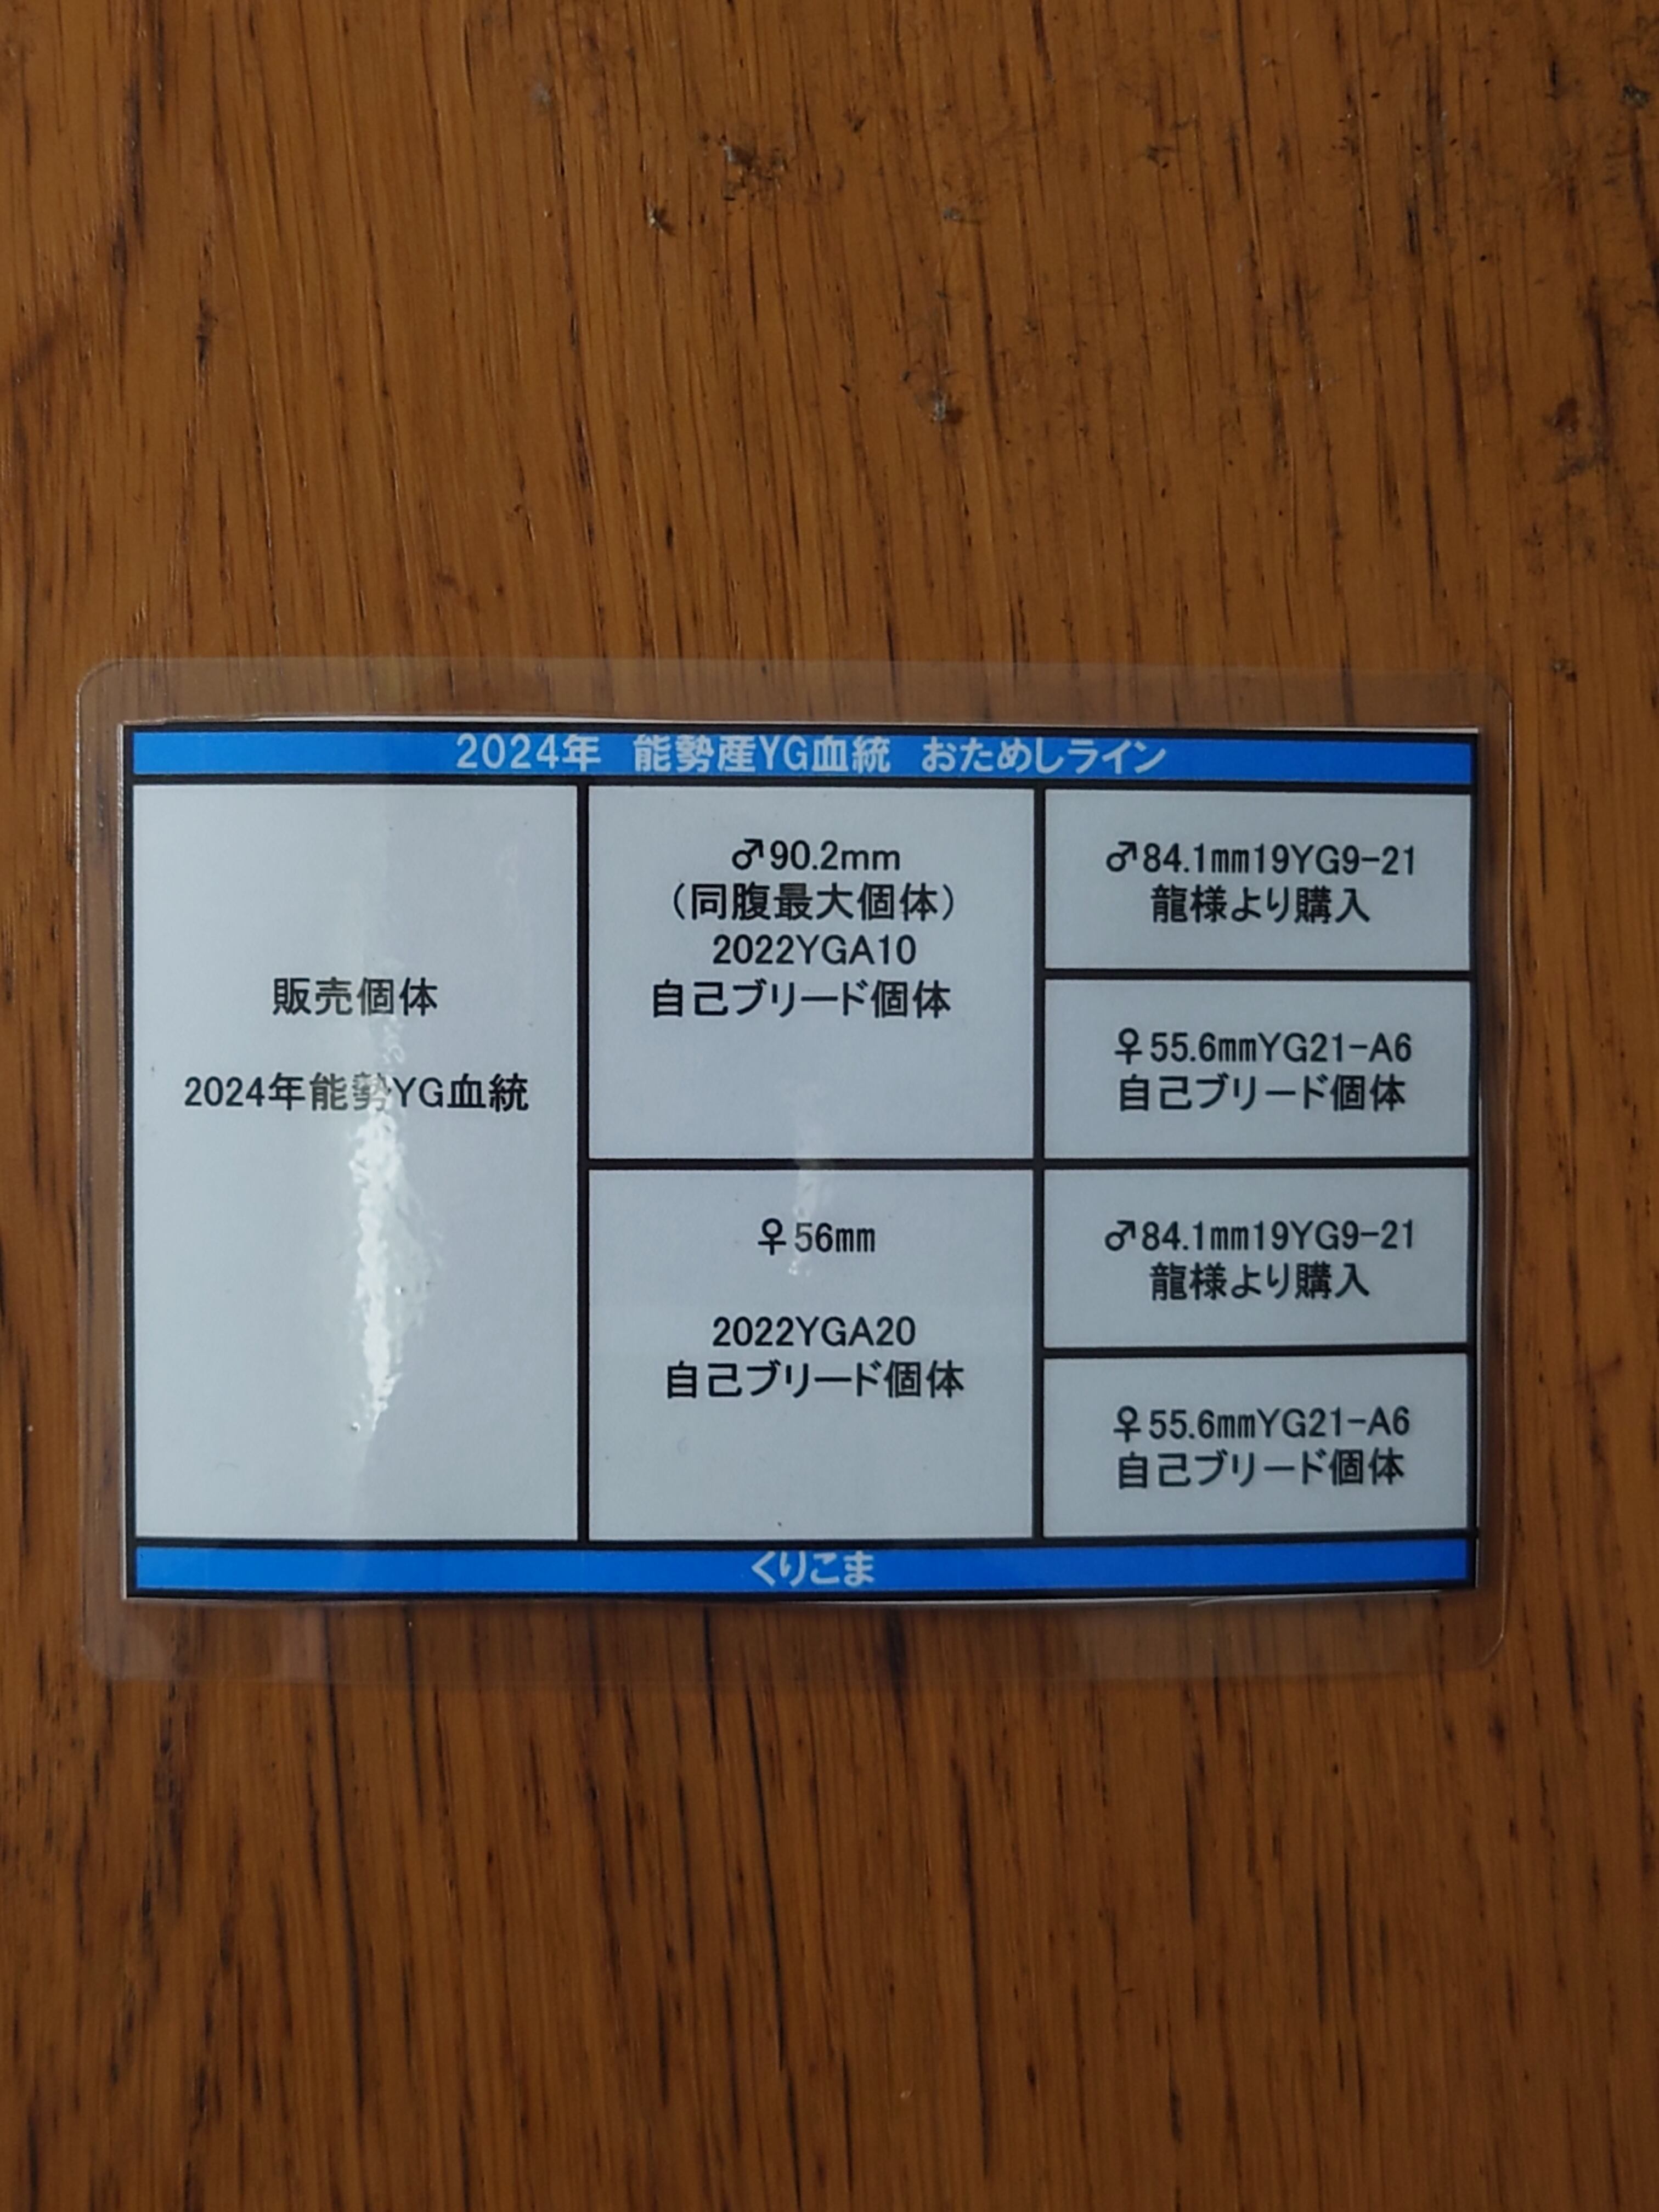 2024年　能勢産YG血統　おためしライン
販売個体
2024年能勢YG血統
♂90.2mm
（同腹最大個体）
2022YGA10
自己ブリード個体
♀56㎜
2022YGA20
自己ブリード個体
♂84.1㎜19YG9-21
龍様より購入
♀55.6㎜YG21-A6
自己ブリード個体
♂84.1㎜19YG9-21
龍様より購入
♀55.6㎜YG21-A6
自己ブリード個体
くりこま